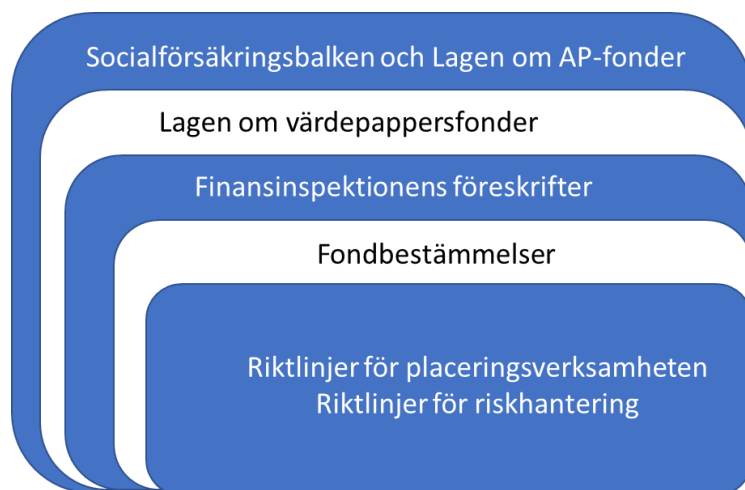 Socialförsäkringsbalken och Lagen om AP-fonder
Lagen om värdepappersfonder
Finansinspektionens föreskrifter
Fondbestämmelser
Riktlinjer för placeringsverksamheten
Riktlinjer för riskhantering